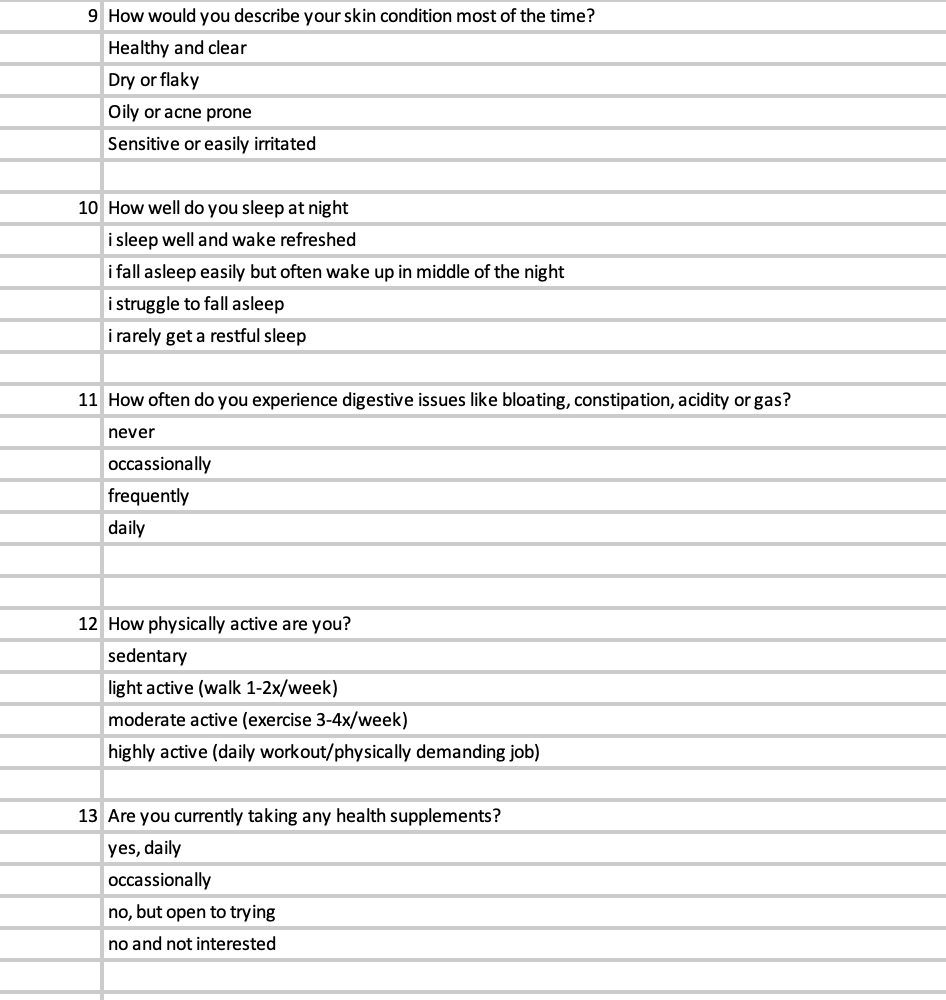 9 How would you describe your skin condition most of the time?
Healthy and clear
Dry or flaky
Oily or acne prone
Sensitive or easily irritated
10 How well do you sleep at night
i sleep well and wake refreshed
i fall asleep easily but often wake up in middle of the night
i struggle to fall asleep
i rarely get a restful sleep
11 How often do you experience digestive issues like bloating, constipation, acidity or gas?
never
occassionally
frequently
daily
12 How physically active are you?
sedentary
light active (walk 1-2x/week)
moderate active (exercise 3-4x/week)
highly active (daily workout/physically demanding job)
13 Are you currently taking any health supplements?
yes, daily
occassionally
no, but open to trying
no and not interested